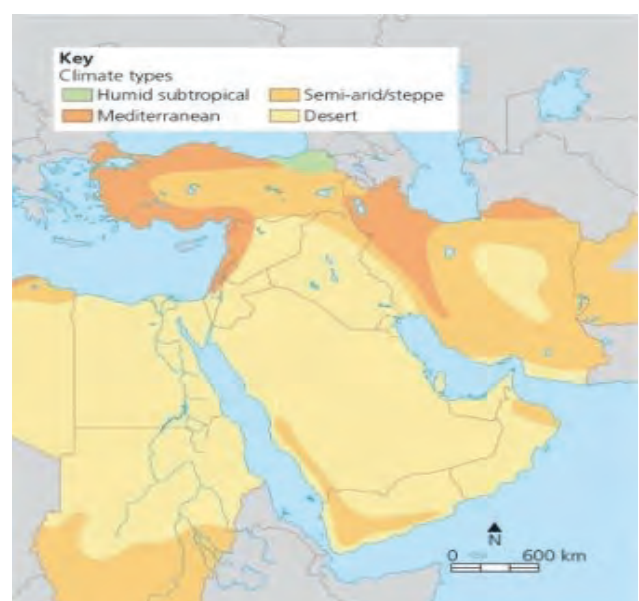 Key
Climate types
Humid subtropical Semi-arid/steppe
Mediterranean Desert
N
0 600 km